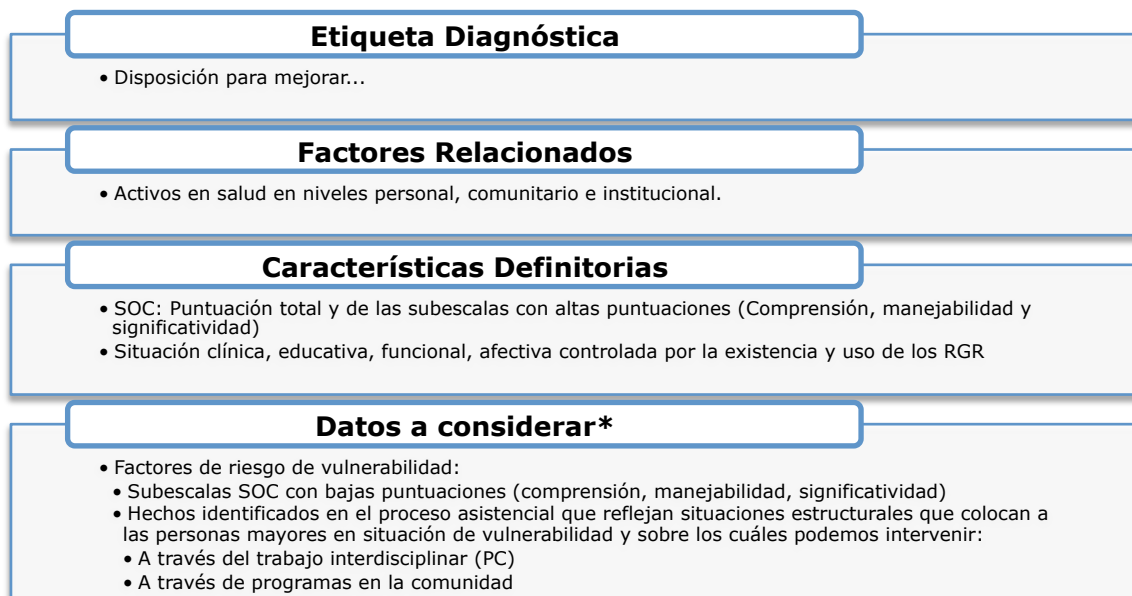 Etiqueta Diagnóstica
• Disposición para mejorar...
Factores Relacionados
• Activos en salud en niveles personal, comunitario e institucional.
Características Definitorias
• SOC: Puntuación total y de las subescalas con altas puntuaciones (Comprensión, manejabilidad y
significatividad)
• Situación clínica, educativa, funcional, afectiva controlada por la existencia y uso de los RGR
Datos a considerar*
• Factores de riesgo de vulnerabilidad:
• Subescalas SOC con bajas puntuaciones (comprensión, manejabilidad, significatividad)
• Hechos identificados en el proceso asistencial que reflejan situaciones estructurales que colocan a
las personas mayores en situación de vulnerabilidad y sobre los cuáles podemos intervenir:
• A través del trabajo interdisciplinar (PC)
• A través de programas en la comunidad